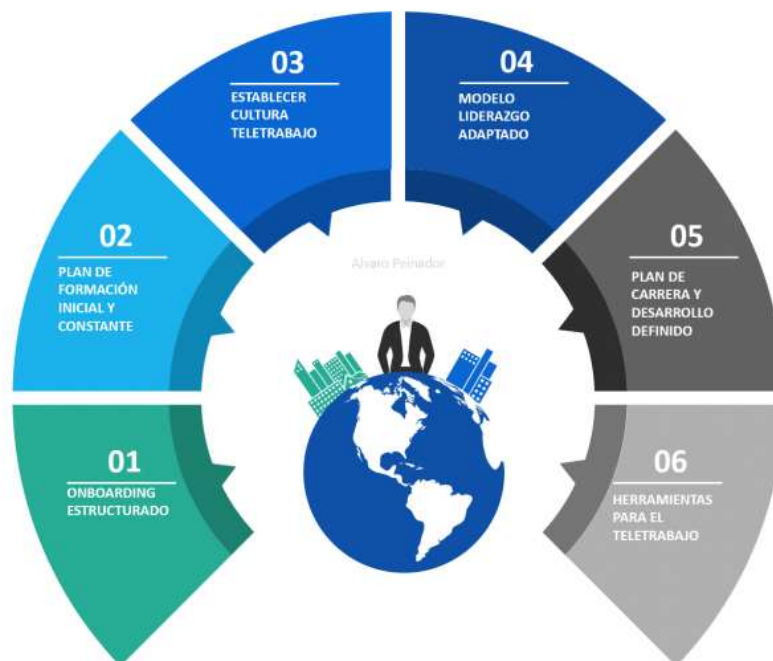 03
ESTABLECER
CULTURA
TELETRABAJO
04
MODELO
LIDERAZGO
ADAPTADO
02
PLAN DE
FORMACIÓN
INICIAL Y
CONSTANTE
05
PLAN DE
CARRERA Y
DESARROLLO
DEFINIDO
Alvaro Peinador
01
ONBOARDING
ESTRUCTURADO
06
HERRAMIENTAS
PARA EL
TELETRABAJO